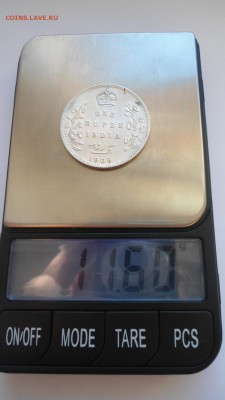 COINS.LAVE.RU
ONE
RUPEE
INDIA
11.60
ON/OFF MODE TARE PCS